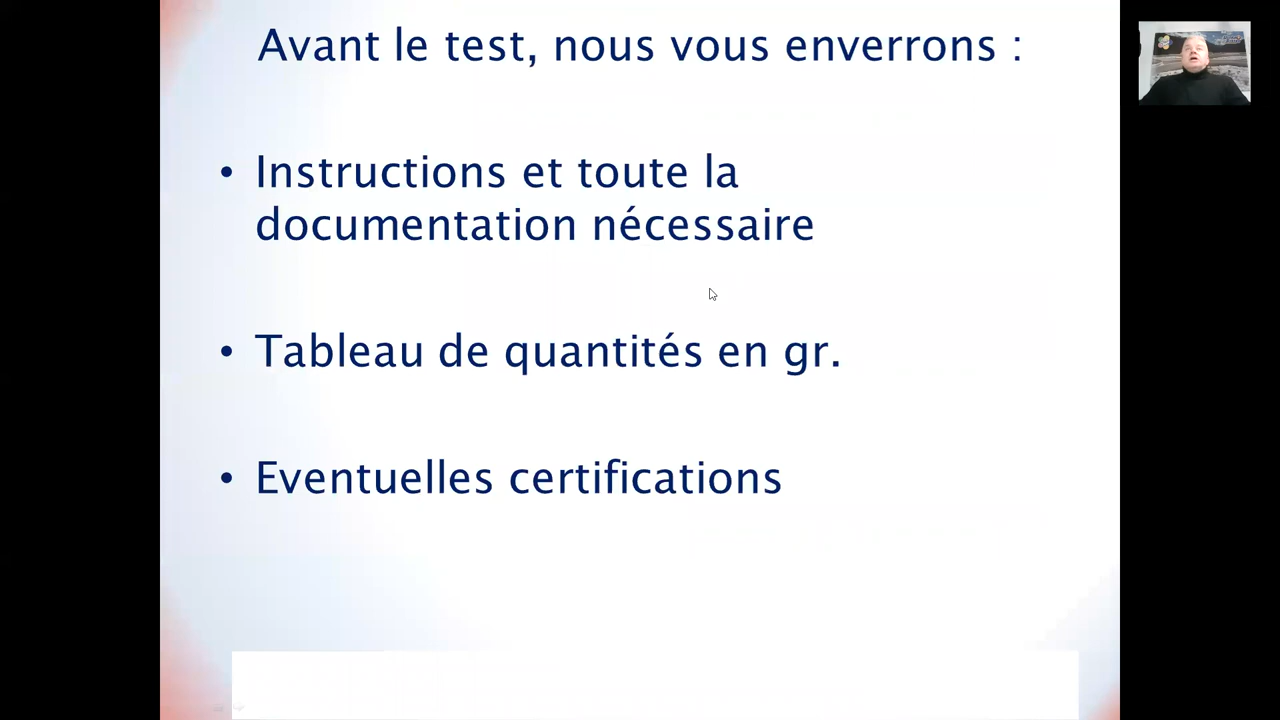 Avant le test, nous vous enverrons :
• Instructions et toute la
documentation nécessaire
• Tableau de quantités en gr.
• Eventuelles certifications